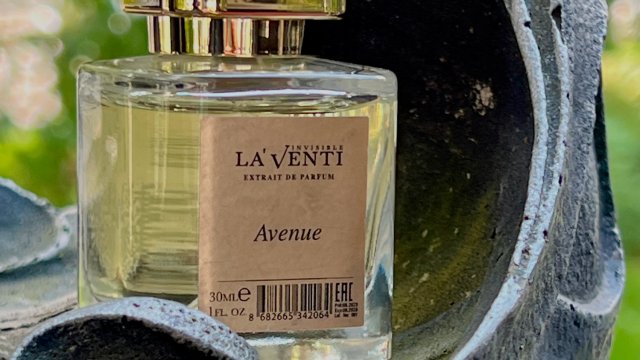 INVISIBLE
LA'VENTI
EXTRAIT DE PARFUM
Avenue
30ML e
1 FL. OZ
8 682665 342064
EAC